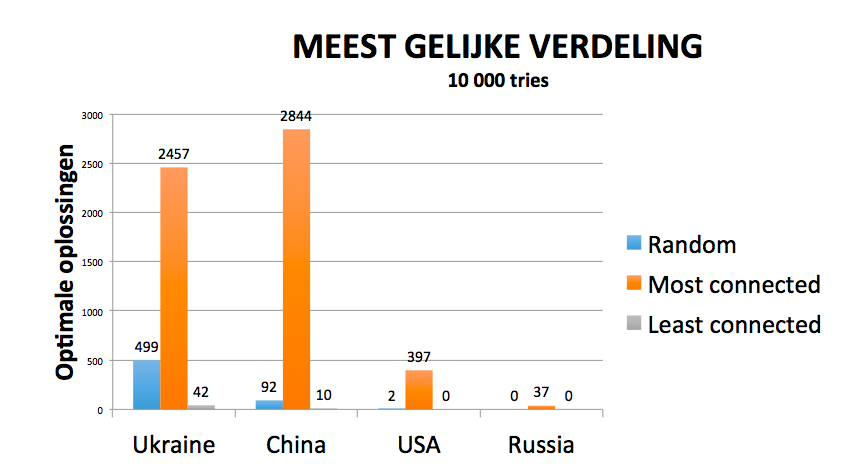 MEEST GELIJKE VERDELING
10 000 tries
Optimale oplossingen
3000
2500
2000
1500
1000
500
0
499
2457
42
92
2844
10
2
397
0
0
37
0
Ukraine
China
USA
Russia
Random
Most connected
Least connected